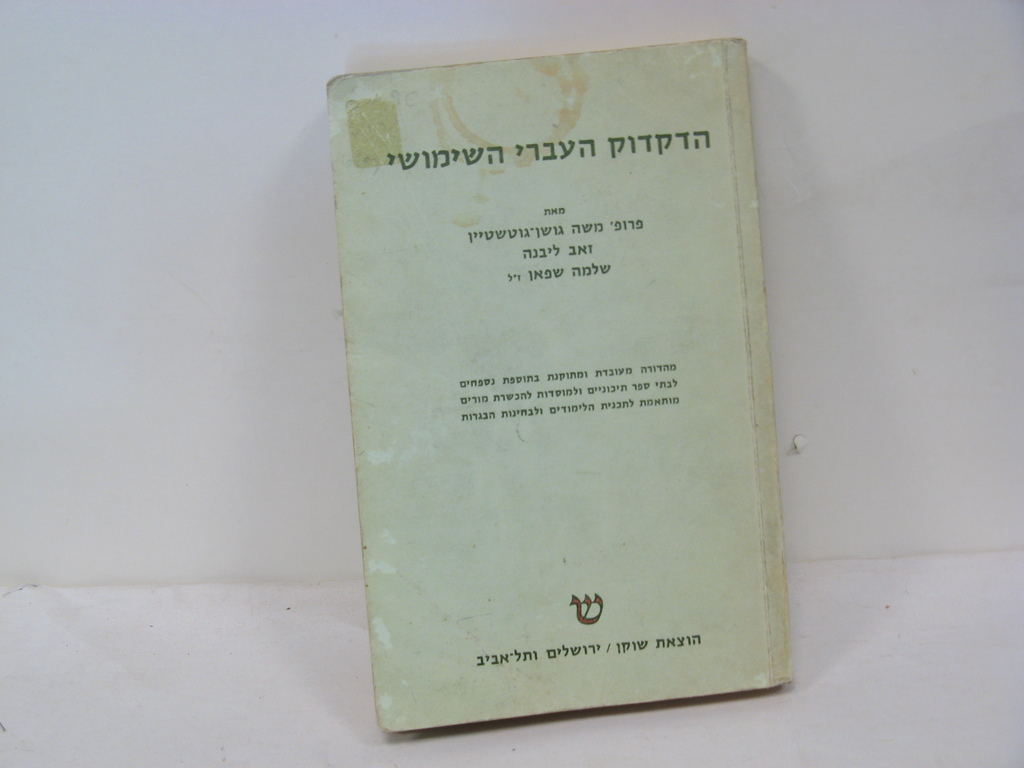 הדקדוק העברי השימושי
מאת
פרופ' משה גושן־גוטשטיין
זאב ליבנה
שלמה שפאן ז"ל
מהדורה מעובדת ומתוקנת בתוספת נספחים
לבתי ספר תיכוניים ולמוסדות להכשרת מורים
מותאמת לתכנית הלימודים ולבחינות הבגרות
ש
הוצאת שוקן / ירושלים ותל־אביב